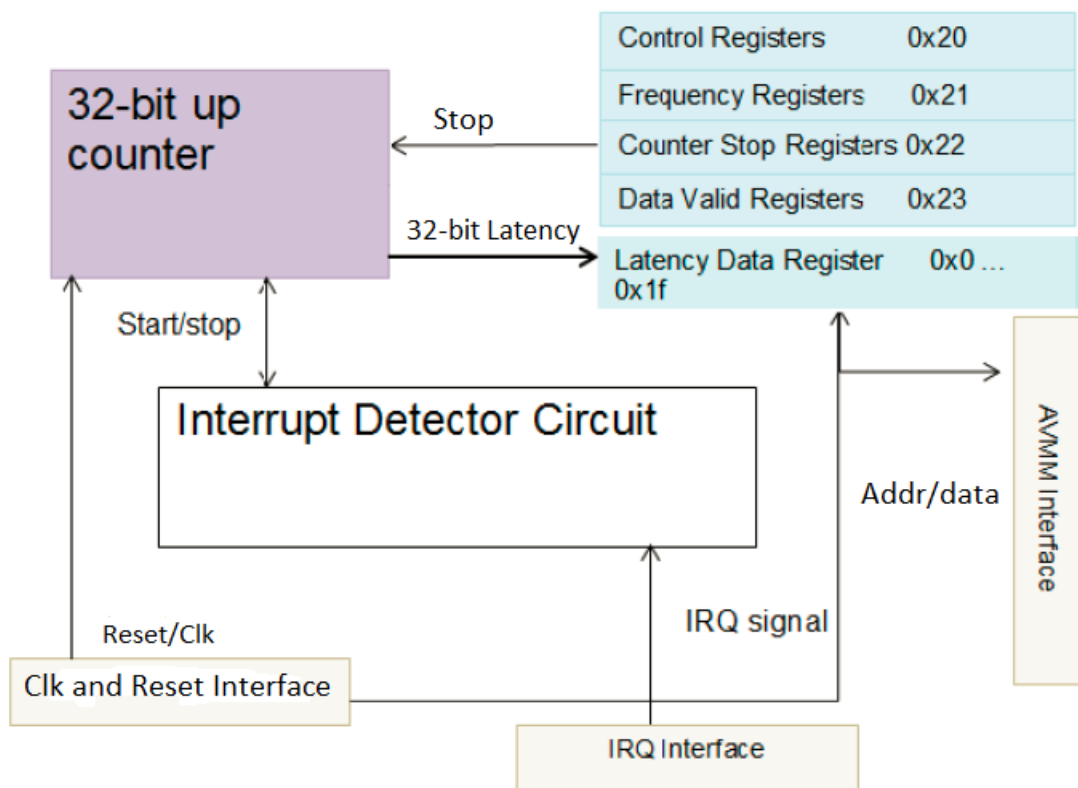 Control Registers 0x20
32-bit up
counter
Frequency Registers 0x21
Stop
Counter Stop Registers 0x22
Data Valid Registers 0x23
32-bit Latency
Latency Data Register 0x0 ...
0x1f
Start/stop
Interrupt Detector Circuit
AVMM Interface
Addr/data
IRQ signal
Reset/Clk
Clk and Reset Interface
IRQ Interface